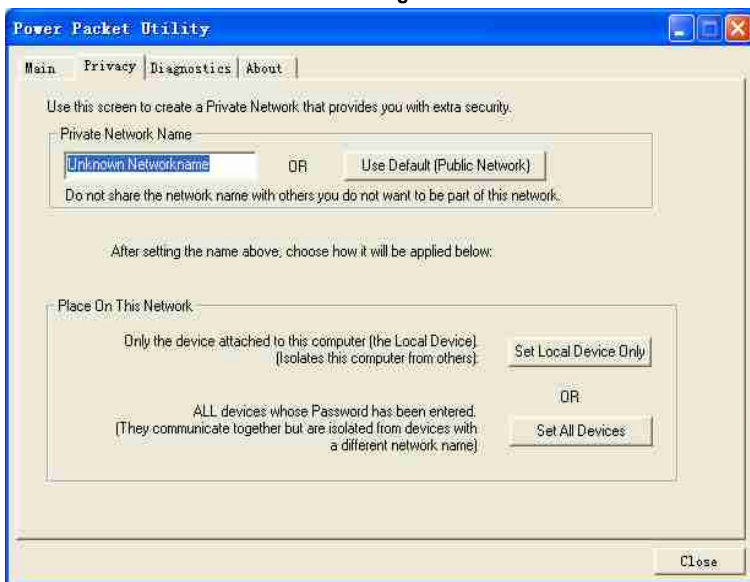 Power Packet Utility
Main Privacy Diagnostics About
Use this screen to create a Private Network that provides you with extra security.
Private Network Name
Unknown Networkname OR Use Default (Public Network)
Do not share the network name with others you do not want to be part of this network.
After setting the name above, choose how it will be applied below:
Place On This Network
Only the device attached to this computer (the Local Device).
(Isolates this computer from others): Set Local Device Only
OR
ALL devices whose Password has been entered.
(They communicate together but are isolated from devices with
a different network name) Set All Devices
Close